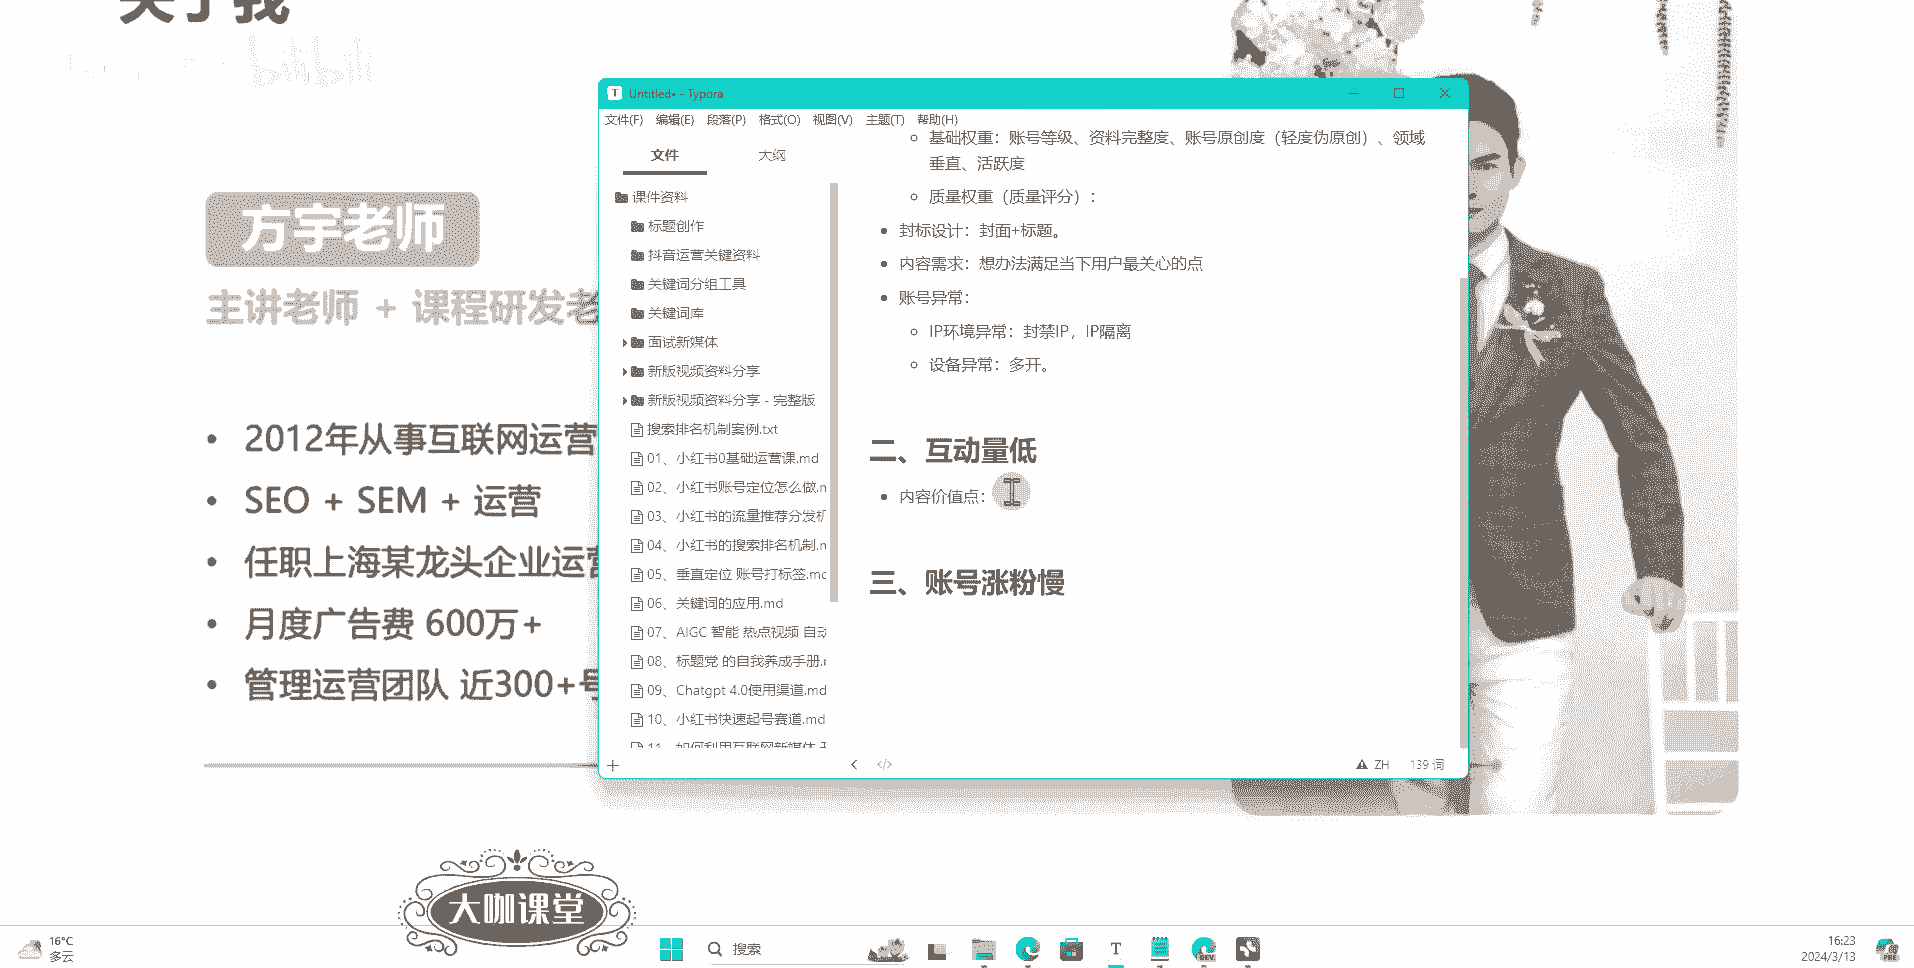 关于我
bilibili
方宇老师
主讲老师 + 课程研发老
2012年从事互联网运营
SEO + SEM + 运营
任职上海某龙头企业运营
月度广告费 600万+
管理运营团队 近300+号
Untitled• - Typora
文件(F) 编辑(E) 段落(P) 格式(O) 视图(V) 主题(T) 帮助(H)
文件 大纲
课件资料
标题创作
抖音运营关键资料
关键词分组工具
关键词库
面试新媒体
新版视频资料分享
新版视频资料分享 - 完整版
搜索排名机制案例.txt
01、小红书0基础运营课.md
02、小红书账号定位怎么做.m
03、小红书的流量推荐分发机
04、小红书的搜索排名机制.m
05、垂直定位 账号打标签.md
06、关键词的应用.md
07、AIGC 智能 热点视频 自动
08、标题党 的自我养成手册.m
09、Chatgpt 4.0使用渠道.md
10、小红书快速起号赛道.md
11、如何利用互联网新媒体
基础权重：账号等级、资料完整度、账号原创度（轻度伪原创）、领域
垂直、活跃度
质量权重（质量评分）：
封标设计：封面+标题。
内容需求：想办法满足当下用户最关心的点
账号异常：
IP环境异常：封禁IP，IP隔离
设备异常：多开。
二、互动量低
内容价值点：
三、账号涨粉慢
ZH 139 词
大咖课堂
16°C
多云
搜索
T
DEV
16:23
2024/3/13
PRE